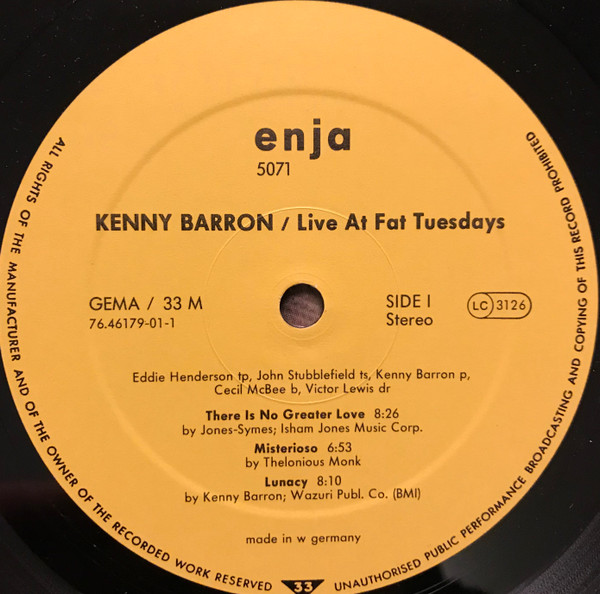 enja
5071
KENNY BARRON / Live At Fat Tuesdays
GEMA / 33 M
76.46179-01-1
SIDE I
Stereo
LC 3126
Eddie Henderson tp, John Stubblefield ts, Kenny Barron p,
Cecil McBee b, Victor Lewis dr
There Is No Greater Love 8:26
by Jones-Symes; Isham Jones Music Corp.
Misterioso 6:53
by Thelonious Monk
Lunacy 8:10
by Kenny Barron; Wazuri Publ. Co. (BMI)
made in w germany
ALL RIGHTS OF THE MANUFACTURER AND OF THE OWNER OF THE RECORDED WORK RESERVED
33
UNAUTHORISED PUBLIC PERFORMANCE BROADCASTING AND COPYING OF THIS RECORD PROHIBITED